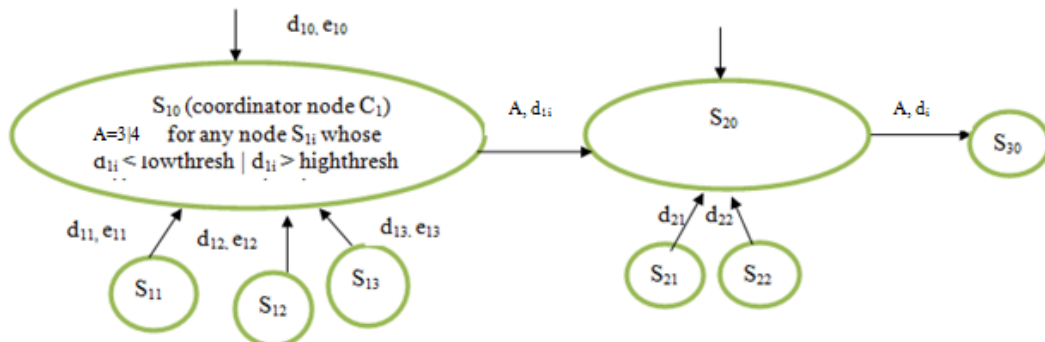 d₁₀, e₁₀
S₁₀ (coordinator node C₁)
A=3|4 for any node S₁ᵢ whose
d₁ᵢ < lowthresh | d₁ᵢ > highthresh
A, d₁ᵢ
S₂₀
A, dᵢ
S₃₀
d₁₁, e₁₁
d₁₂, e₁₂
d₁₃, e₁₃
d₂₁
d₂₂
S₁₁
S₁₂
S₁₃
S₂₁
S₂₂